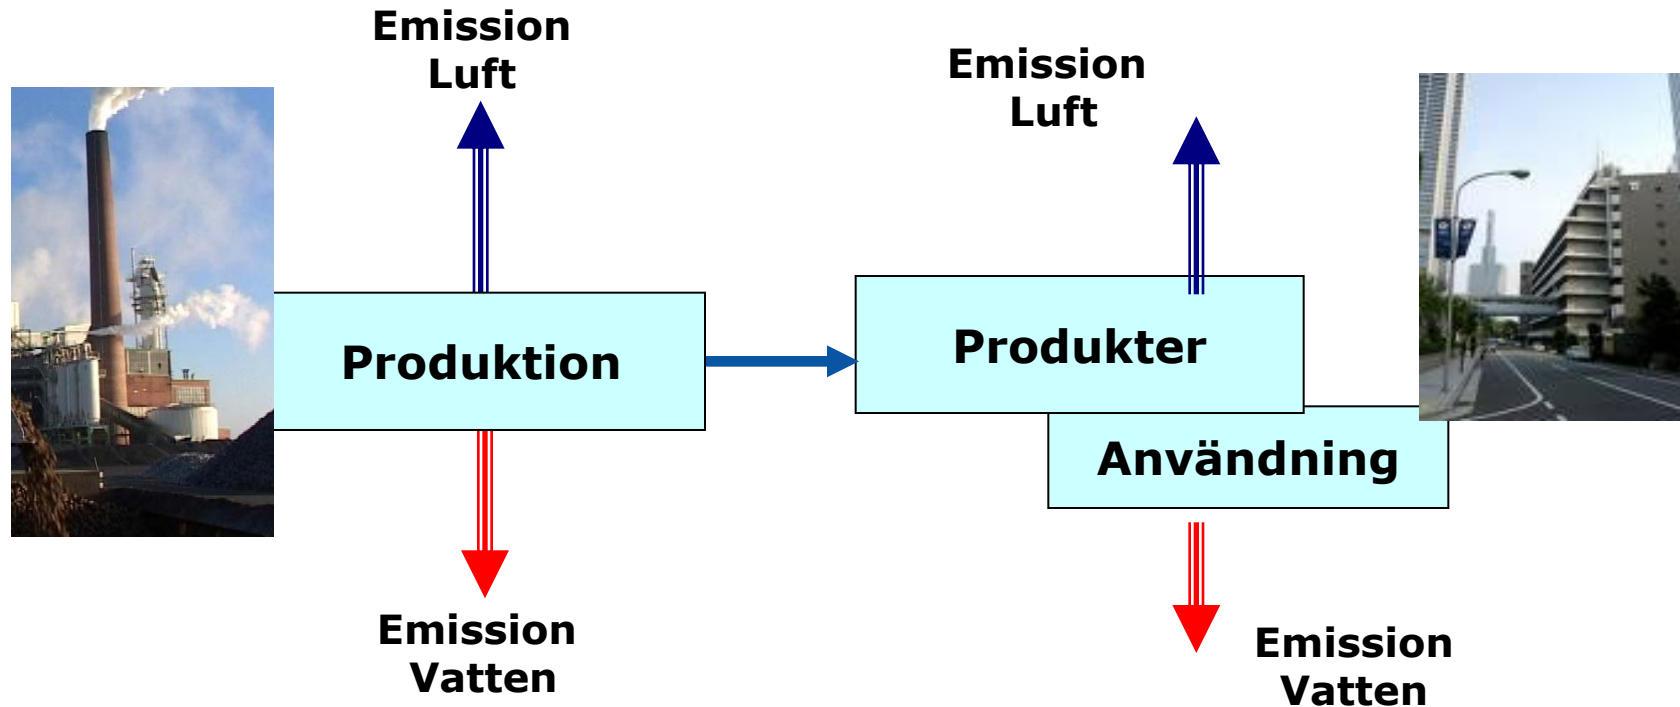 Emission
Luft
Emission
Luft
Produktion
Produkter
Användning
Emission
Vatten
Emission
Vatten